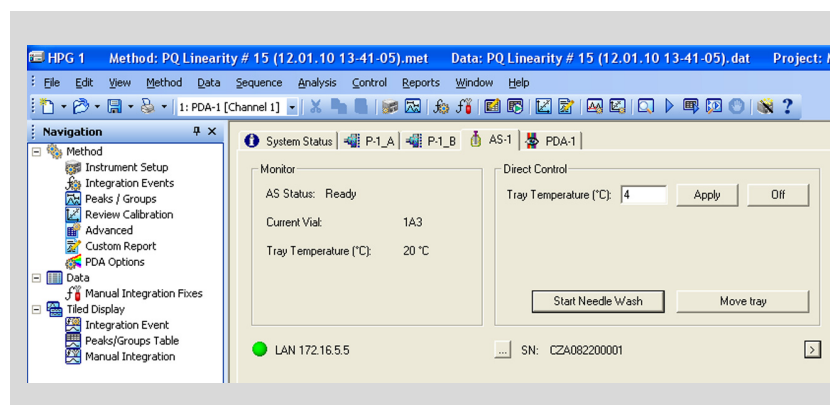 HPG 1 Method: PQ Linearity # 15 (12.01.10 13-41-05).met Data: PQ Linearity # 15 (12.01.10 13-41-05).dat Project:
File Edit View Method Data Sequence Analysis Control Reports Window Help
1: PDA-1 [Channel 1]
Navigation
Method
Instrument Setup
Integration Events
Peaks / Groups
Review Calibration
Advanced
Custom Report
PDA Options
Data
Manual Integration Fixes
Tiled Display
Integration Event
Peaks/Groups Table
Manual Integration
System Status P-1_A P-1_B AS-1 PDA-1
Monitor
AS Status: Ready
Current Vial: 1A3
Tray Temperature (°C): 20 °C
Direct Control
Tray Temperature (°C): 4 Apply Off
Start Needle Wash Move tray
LAN 172.16.5.5 ... SN: CZA082200001 >